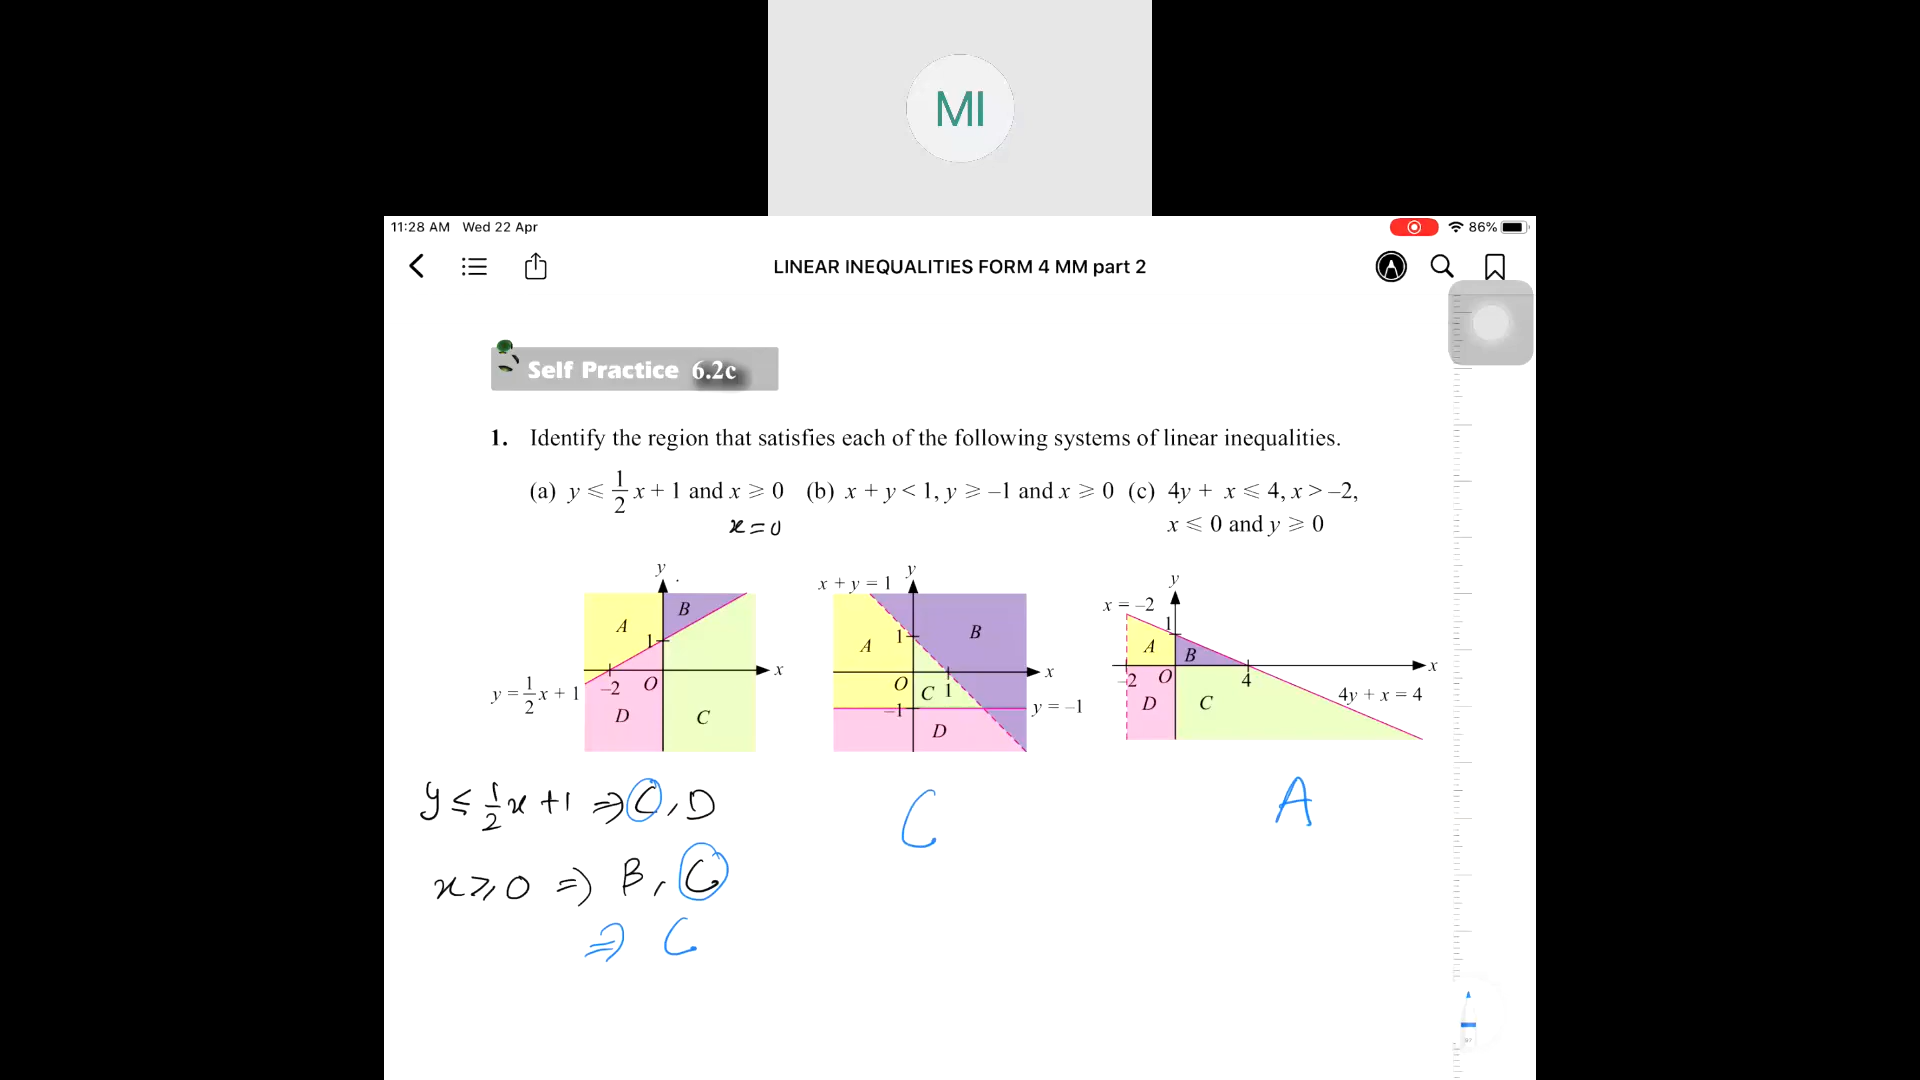 MI
11:28 AM Wed 22 Apr
86%
LINEAR INEQUALITIES FORM 4 MM part 2
Self Practice 6.2c
1. Identify the region that satisfies each of the following systems of linear inequalities.
(a) y ⩽ 1/2 x + 1 and x ⩾ 0 (b) x + y < 1, y ⩾ –1 and x ⩾ 0 (c) 4y + x ⩽ 4, x > –2,
x ⩽ 0 and y ⩾ 0
x = 0
y
B
A
1
x
–2
O
y = 1/2 x + 1
D
C
x + y = 1
y
1
B
A
x
O
C
1
–1
y = –1
D
y
x = –2
1
A
B
x
–2
O
4
4y + x = 4
D
C
y ≤ 1/2 x + 1 ⇒ C, D
C
A
x ⩾ 0 ⇒ B, C
⇒ C